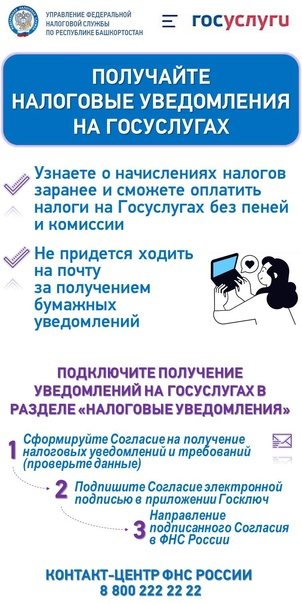 УПРАВЛЕНИЕ ФЕДЕРАЛЬНОЙ
НАЛОГОВОЙ СЛУЖБЫ
ПО РЕСПУБЛИКЕ БАШКОРТОСТАН
госуслуги
ПОЛУЧАЙТЕ
НАЛОГОВЫЕ УВЕДОМЛЕНИЯ
НА ГОСУСЛУГАХ
Узнаете о начислениях налогов
заранее и сможете оплатить
налоги на Госуслугах без пеней
и комиссии
Не придется ходить
на почту
за получением
бумажных
уведомлений
ПОДКЛЮЧИТЕ ПОЛУЧЕНИЕ
УВЕДОМЛЕНИЙ НА ГОСУСЛУГАХ В
РАЗДЕЛЕ «НАЛОГОВЫЕ УВЕДОМЛЕНИЯ»
1 Сформируйте Согласие на получение
налоговых уведомлений и требований
(проверьте данные)
2 Подпишите Согласие электронной
подписью в приложении Госключ
3 Направление
подписанного Согласия
в ФНС России
КОНТАКТ-ЦЕНТР ФНС РОССИИ
8 800 222 22 22